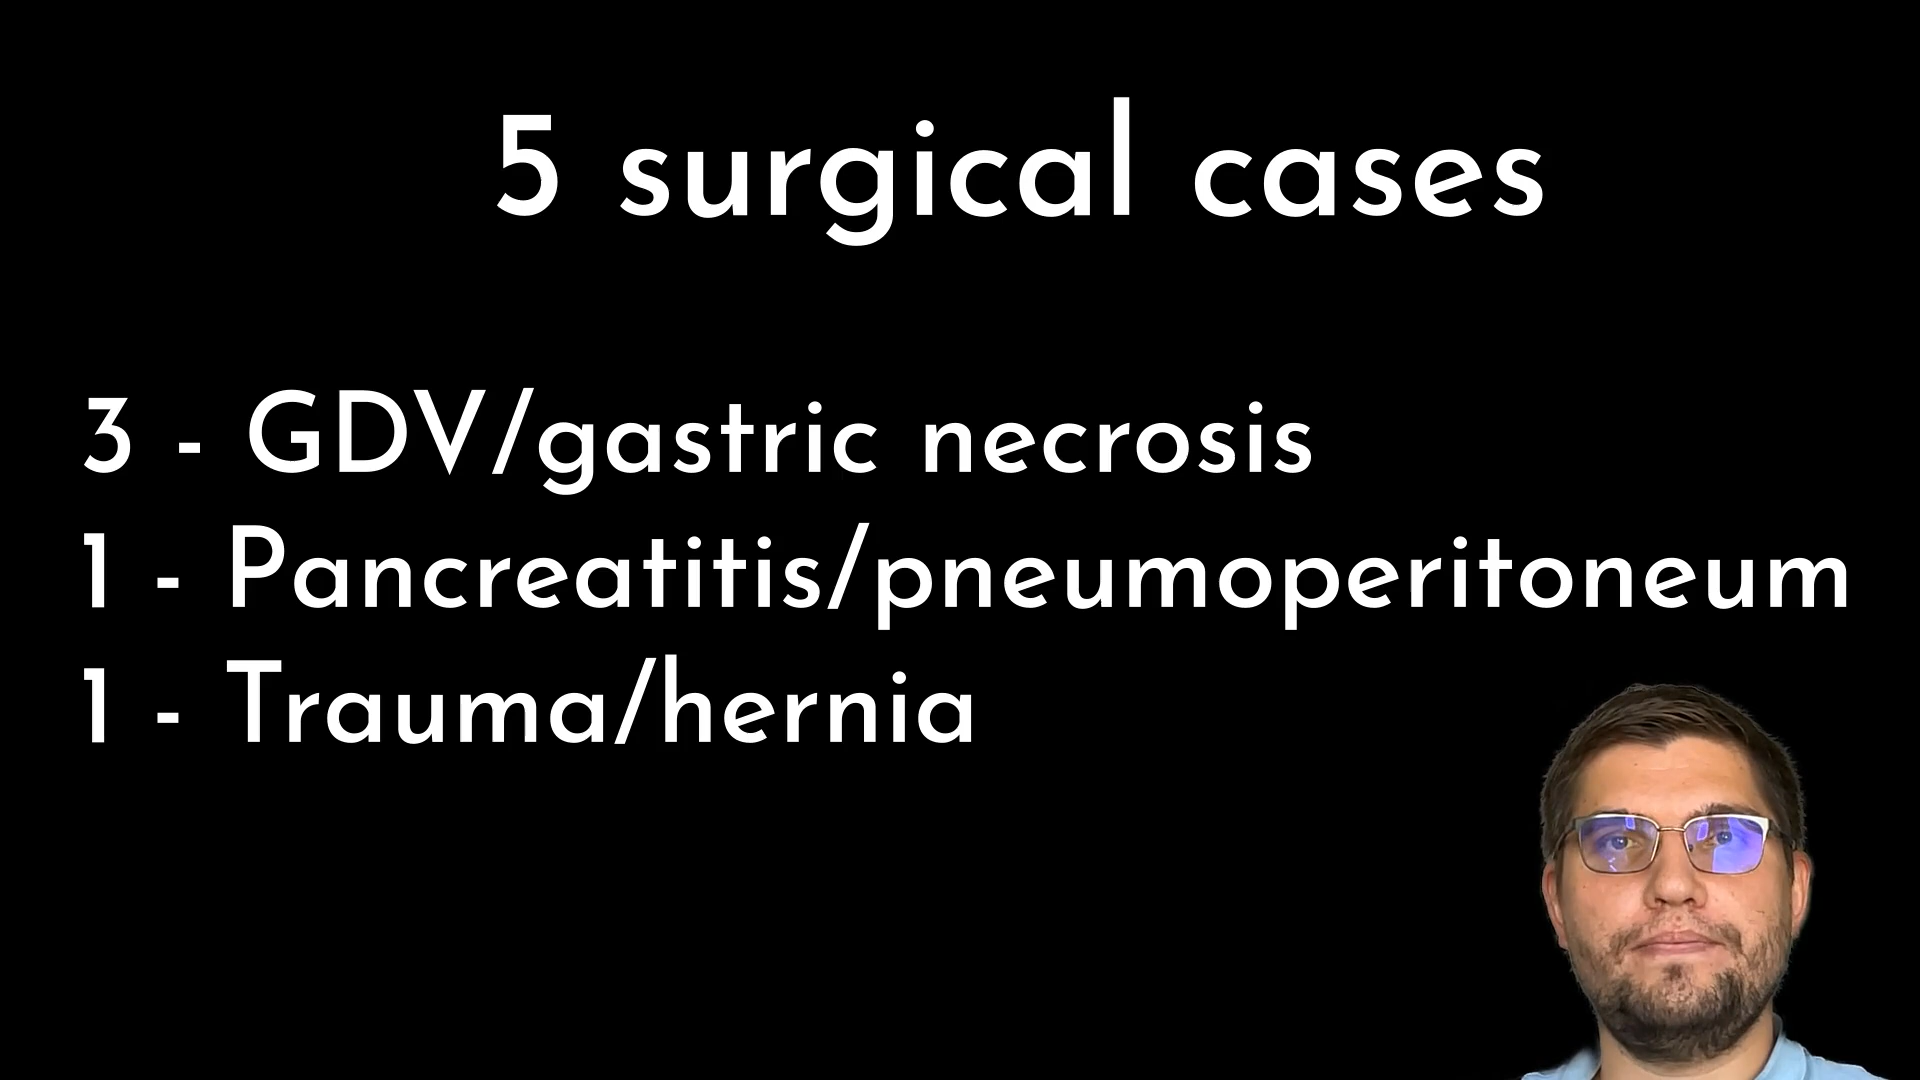 5 surgical cases
3 - GDV/gastric necrosis
1 - Pancreatitis/pneumoperitoneum
1 - Trauma/hernia